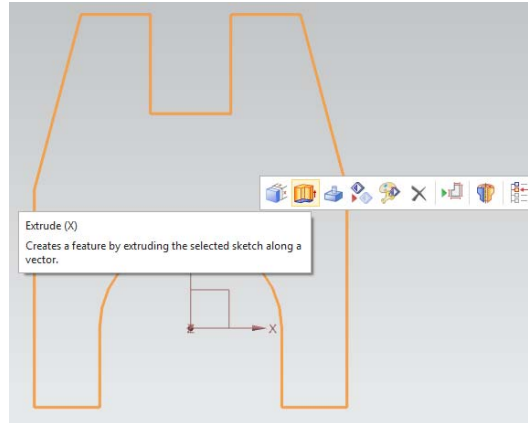 Extrude (X)
Creates a feature by extruding the selected sketch along a
vector.
X